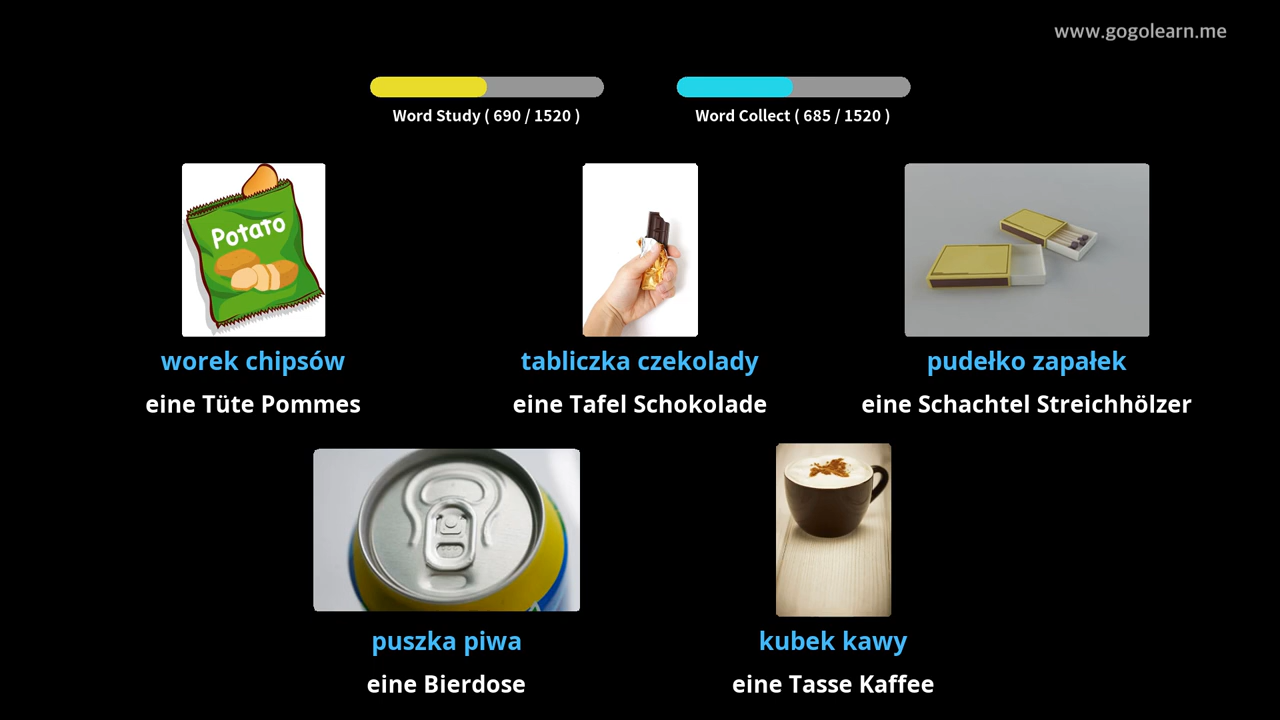 www.gogolearn.me
Word Study ( 690 / 1520 )
Word Collect ( 685 / 1520 )
Potato
worek chipsów
tabliczka czekolady
pudełko zapałek
eine Tüte Pommes
eine Tafel Schokolade
eine Schachtel Streichhölzer
puszka piwa
kubek kawy
eine Bierdose
eine Tasse Kaffee